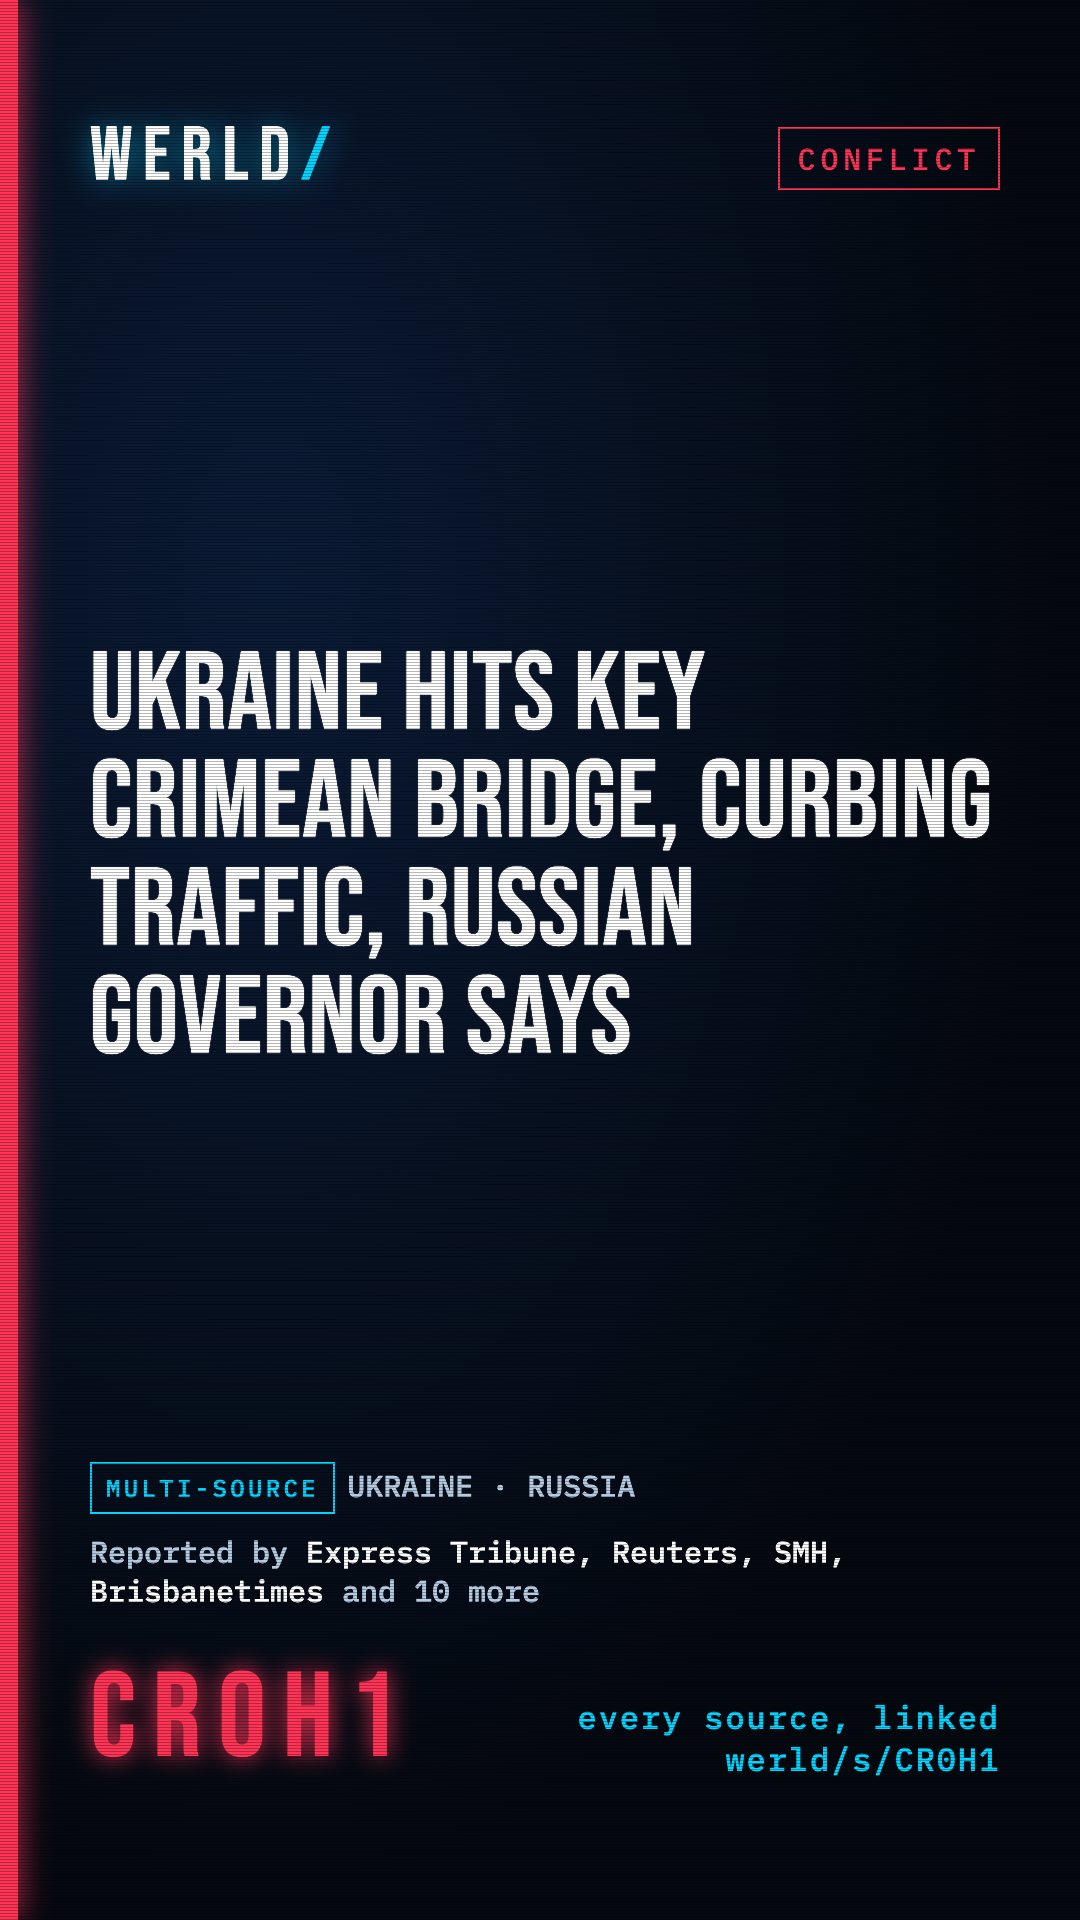 WERLD/
CONFLICT
UKRAINE HITS KEY
CRIMEAN BRIDGE, CURBING
TRAFFIC, RUSSIAN
GOVERNOR SAYS
MULTI-SOURCE UKRAINE · RUSSIA
Reported by Express Tribune, Reuters, SMH,
Brisbanetimes and 10 more
CR0H1
every source, linked
werld/s/CR0H1